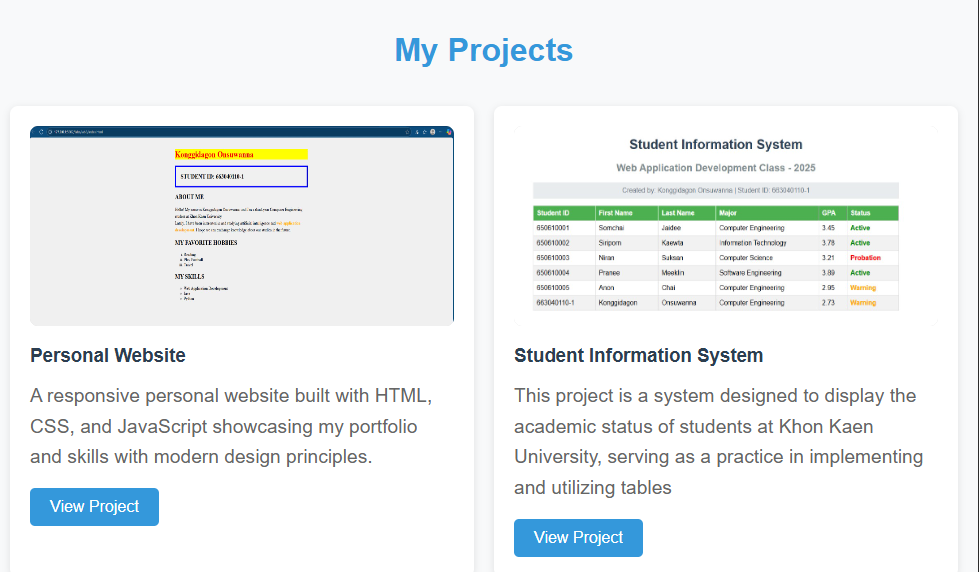 My Projects
Konggidagon Onsuwanna
STUDENT ID: 663040110-1
ABOUT ME
MY FAVORITE HOBBIES
MY SKILLS
Web Application Development
Python
Personal Website
A responsive personal website built with HTML,
CSS, and JavaScript showcasing my portfolio
and skills with modern design principles.
View Project
Student Information System
Web Application Development Class - 2025
Created by: Konggidagon Onsuwanna | Student ID: 663040110-1
Student ID First Name Last Name Major GPA Status
650610001 Somchai Jaidee Computer Engineering 3.45 Active
650610002 Siriporn Kaewta Information Technology 3.78 Active
650610003 Niran Suksan Computer Science 3.21 Probation
650610004 Pranee Meeklin Software Engineering 3.89 Active
650610005 Anon Chai Computer Engineering 2.95 Warning
663040110-1 Konggidagon Onsuwanna Computer Engineering 2.73 Warning
Student Information System
This project is a system designed to display the
academic status of students at Khon Kaen
University, serving as a practice in implementing
and utilizing tables
View Project